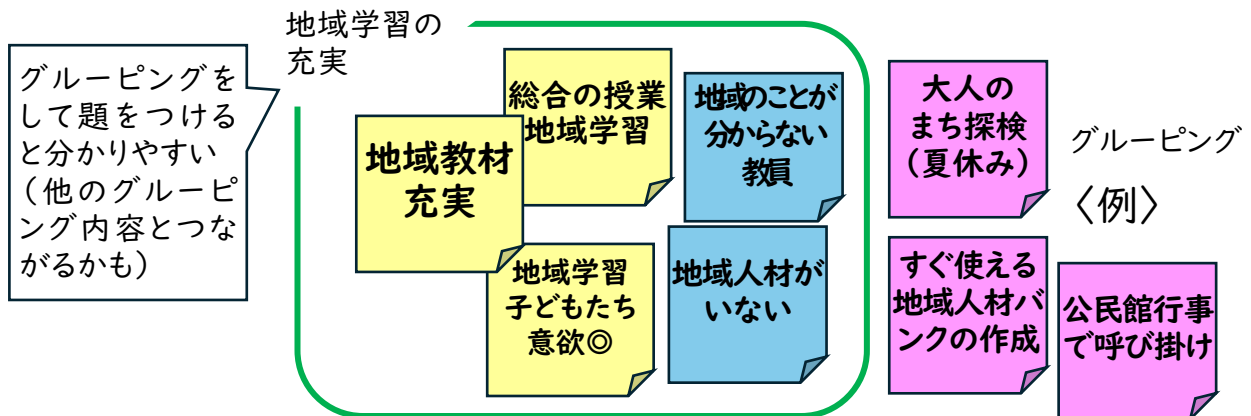 地域学習の
充実
グルーピングを
して題をつける
と分かりやすい
(他のグルーピ
ング内容とつな
がるかも)
総合の授業
地域学習
地域教材
充実
地域学習
子どもたち
意欲◎
地域のことが
分からない
教員
地域人材が
いない
大人の
まち探検
(夏休み)
すぐ使える
地域人材バ
ンクの作成
公民館行事
で呼び掛け
グルーピング
〈例〉